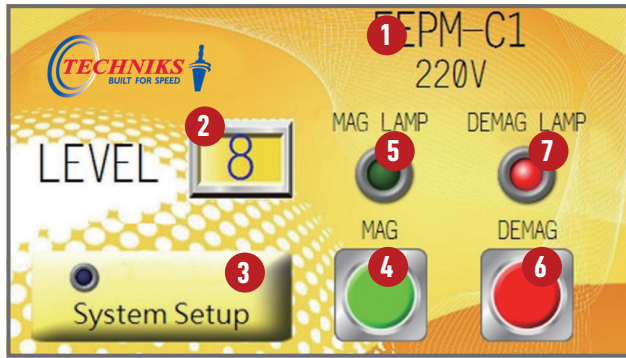 EEPM-C1
1
220V
TECHNIKS
BUILT FOR SPEED
MAG LAMP
DEMAG LAMP
2
LEVEL
8
5
7
MAG
DEMAG
3
4
6
System Setup